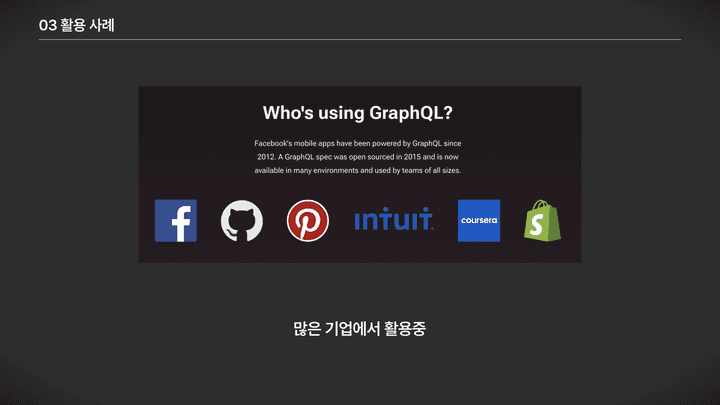 03 활용 사례
Who's using GraphQL?
Facebook's mobile apps have been powered by GraphQL since
2012. A GraphQL spec was open sourced in 2015 and is now
available in many environments and used by teams of all sizes.
f
intuit.
coursera
S
많은 기업에서 활용중